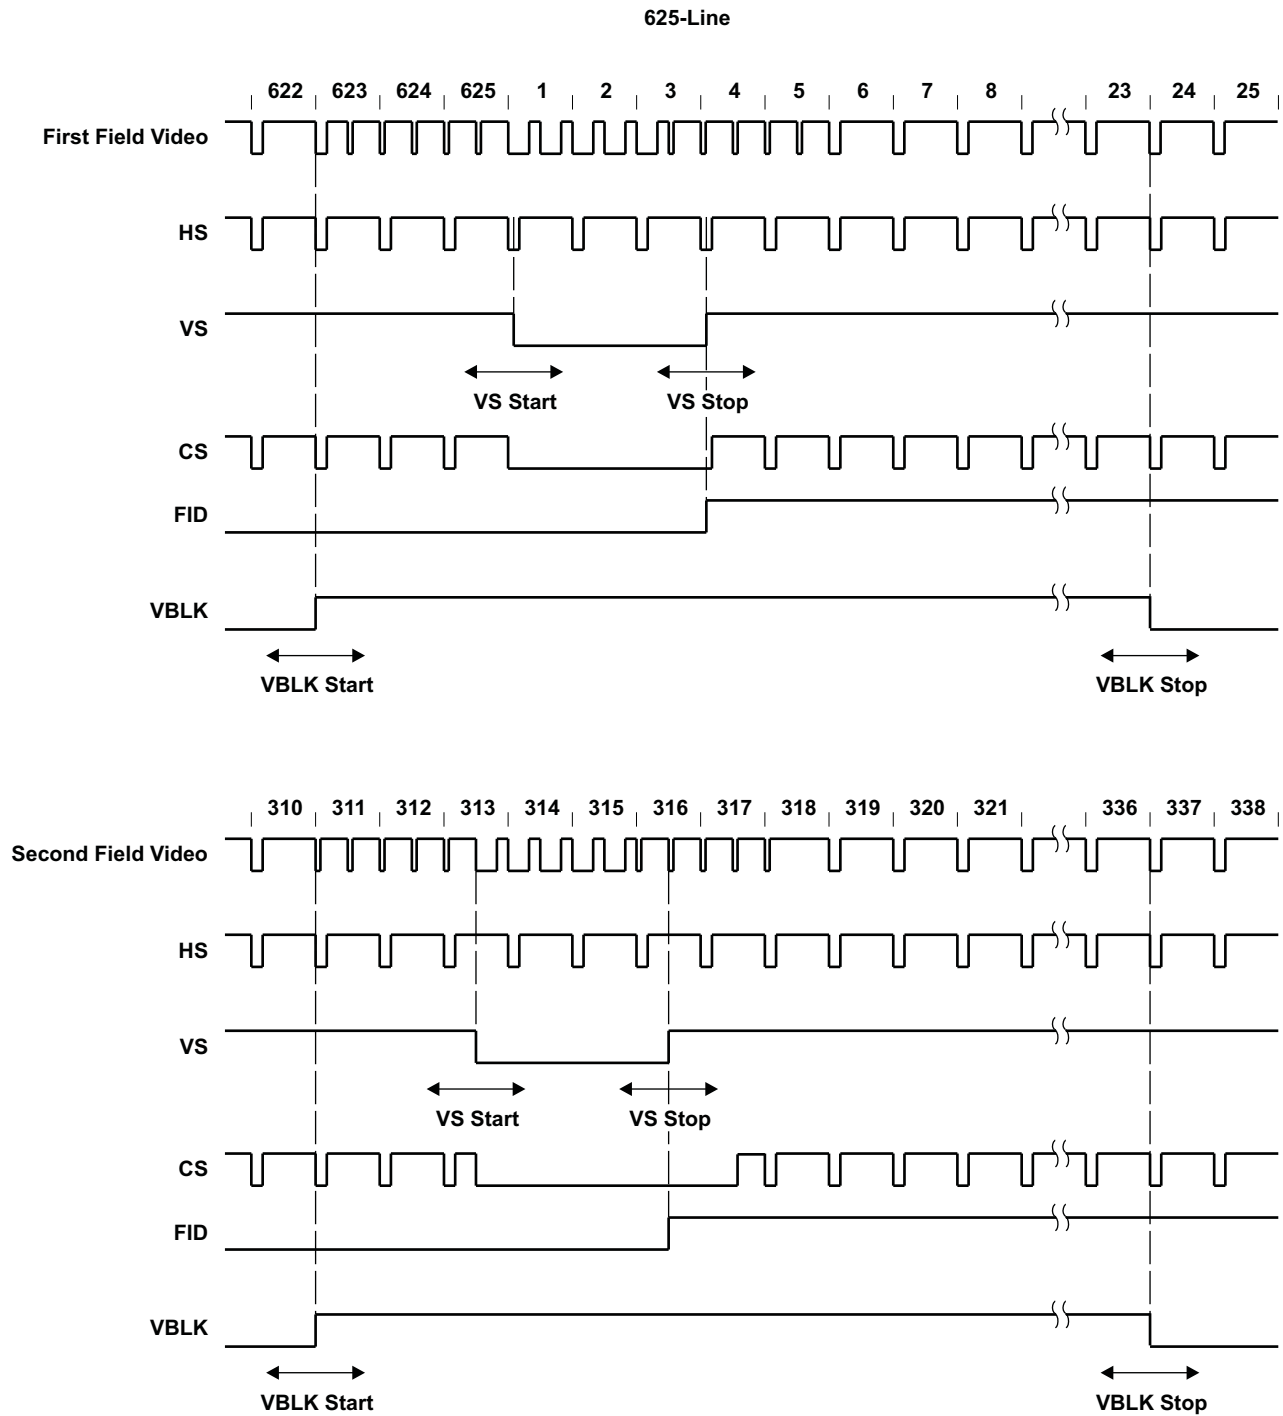 625-Line
622 623 624 625 1 2 3 4 5 6 7 8 23 24 25
First Field Video
HS
VS
VS Start VS Stop
CS
FID
VBLK
VBLK Start VBLK Stop
310 311 312 313 314 315 316 317 318 319 320 321 336 337 338
Second Field Video
HS
VS
VS Start VS Stop
CS
FID
VBLK
VBLK Start VBLK Stop